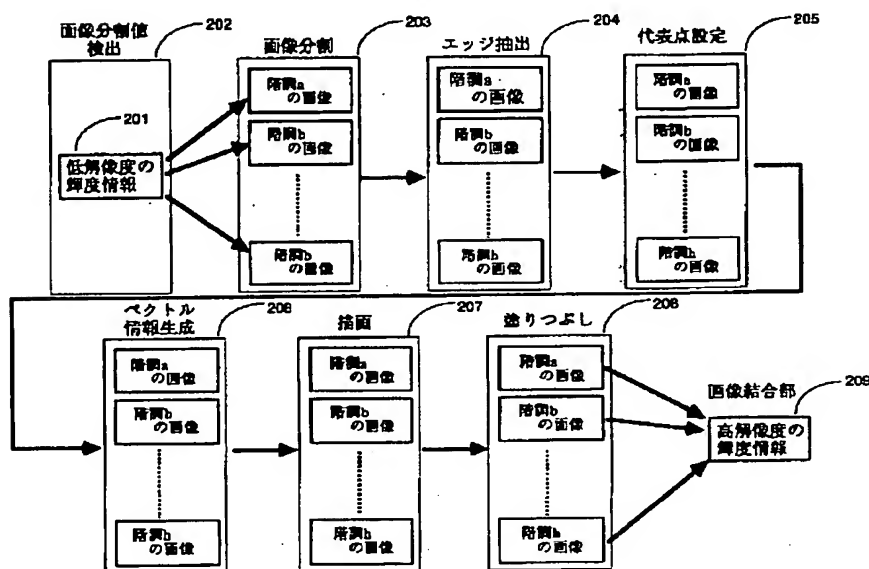 画像分割値
検出
202
201
低解像度の
輝度情報
画像分割
203
階調a
の画像
階調b
の画像
階調b
の画像
エッジ抽出
204
階調a
の画像
階調b
の画像
階調b
の画像
代表点設定
205
階調a
の画像
階調b
の画像
階調h
の画像
ベクトル
情報生成
206
階調a
の画像
階調b
の画像
階調b
の画像
描画
207
階調a
の画像
階調b
の画像
階調b
の画像
塗りつぶし
208
階調a
の画像
階調b
の画像
階調h
の画像
画像結合部
209
高解像度の
輝度情報